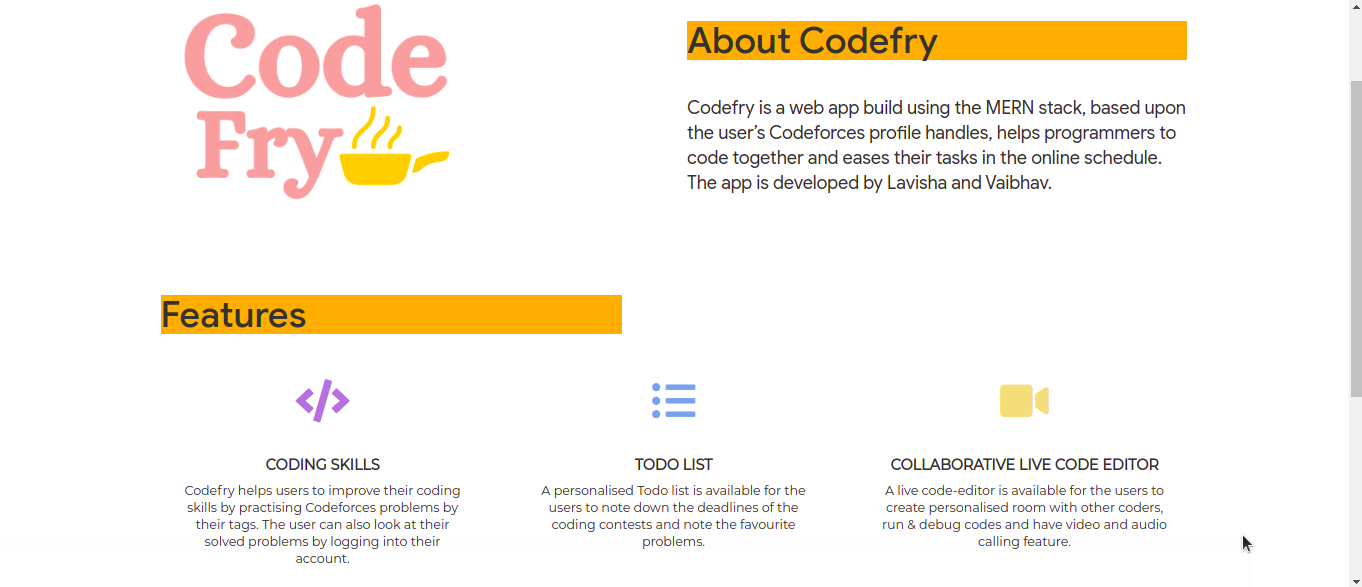 Code
Fry
About Codefry
Codefry is a web app build using the MERN stack, based upon
the user’s Codeforces profile handles, helps programmers to
code together and eases their tasks in the online schedule.
The app is developed by Lavisha and Vaibhav.
Features
CODING SKILLS
Codefry helps users to improve their coding
skills by practising Codeforces problems by
their tags. The user can also look at their
solved problems by logging into their
account.
TODO LIST
A personalised Todo list is available for the
users to note down the deadlines of the
coding contests and note the favourite
problems.
COLLABORATIVE LIVE CODE EDITOR
A live code-editor is available for the users to
create personalised room with other coders,
run & debug codes and have video and audio
calling feature.